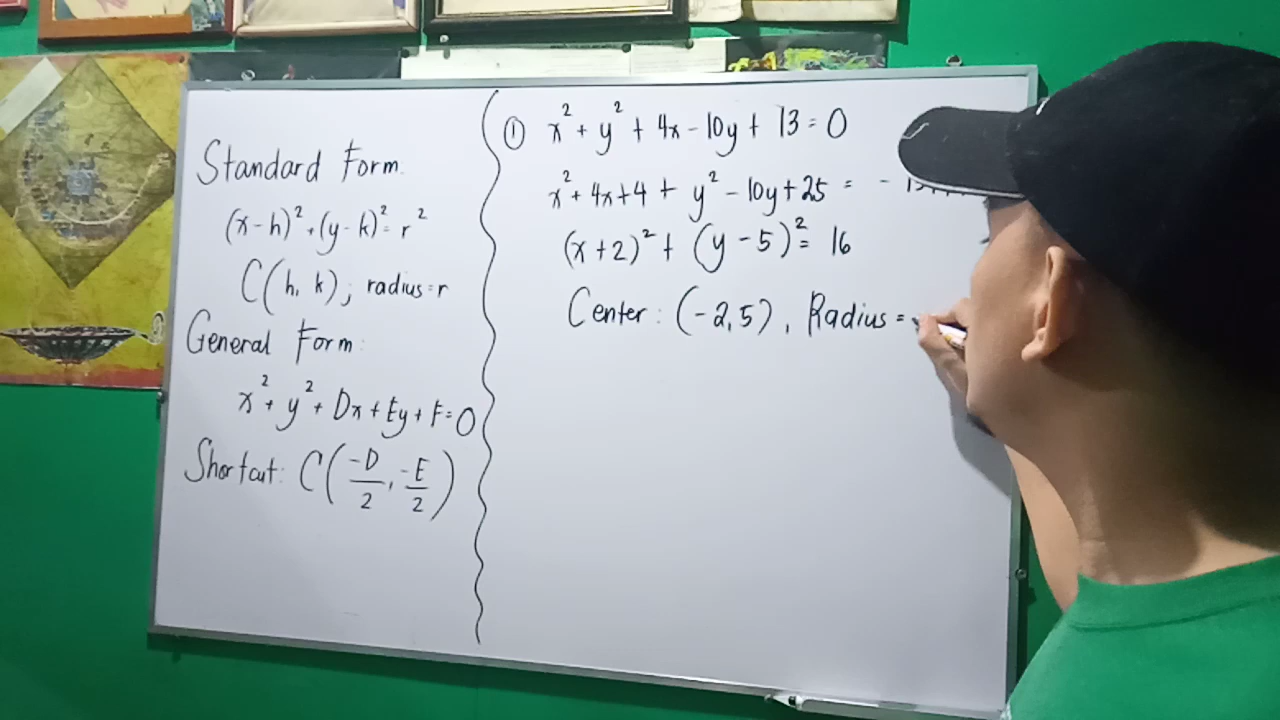 Standard Form.
(x-h)²+(y-k)²=r²
C(h, k); radius=r
General Form:
x²+y²+Dx+Ey+F=0
Shortcut: C(-D/2, -E/2)
① x²+y²+4x-10y+13=0
x²+4x+4+y²-10y+25= -
(x+2)²+(y-5)²=16
Center: (-2,5), Radius=